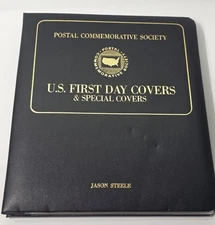 POSTAL COMMEMORATIVE SOCIETY
U.S. FIRST DAY COVERS
& SPECIAL COVERS
JASON STEELE